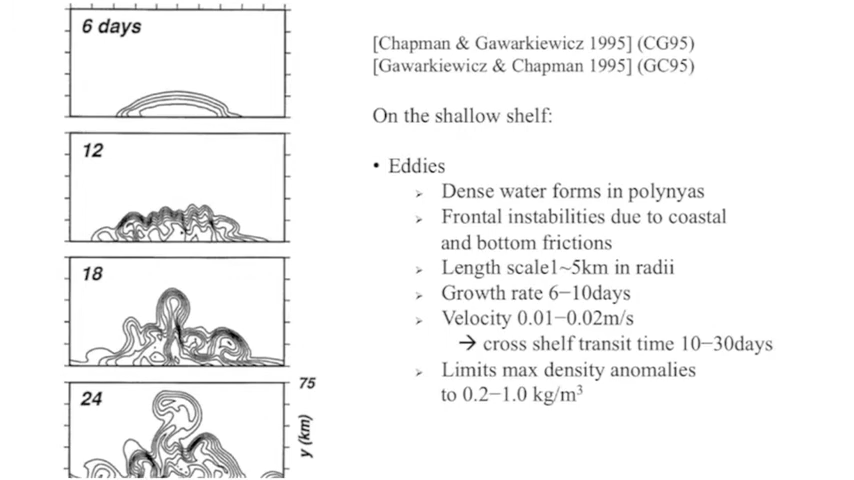 6 days
12
18
24
75
y (km)
[Chapman & Gawarkiewicz 1995] (CG95)
[Gawarkiewicz & Chapman 1995] (GC95)
On the shallow shelf:
• Eddies
➢ Dense water forms in polynyas
➢ Frontal instabilities due to coastal
and bottom frictions
➢ Length scale1~5km in radii
➢ Growth rate 6−10days
➢ Velocity 0.01−0.02m/s
→ cross shelf transit time 10−30days
➢ Limits max density anomalies
to 0.2−1.0 kg/m³